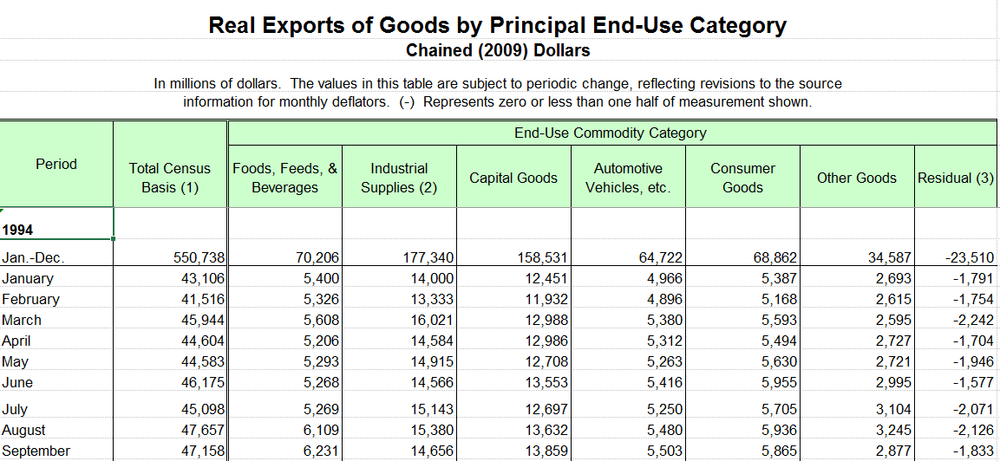 Real Exports of Goods by Principal End-Use Category
Chained (2009) Dollars
In millions of dollars. The values in this table are subject to periodic change, reflecting revisions to the source
information for monthly deflators. (-) Represents zero or less than one half of measurement shown.
End-Use Commodity Category
Period
Total Census
Basis (1)
Foods, Feeds, &
Beverages
Industrial
Supplies (2)
Capital Goods
Automotive
Vehicles, etc.
Consumer
Goods
Other Goods
Residual (3)
1994
Jan.-Dec. 550,738 70,206 177,340 158,531 64,722 68,862 34,587 -23,510
January 43,106 5,400 14,000 12,451 4,966 5,387 2,693 -1,791
February 41,516 5,326 13,333 11,932 4,896 5,168 2,615 -1,754
March 45,944 5,608 16,021 12,988 5,380 5,593 2,595 -2,242
April 44,604 5,206 14,584 12,986 5,312 5,494 2,727 -1,704
May 44,583 5,293 14,915 12,708 5,263 5,630 2,721 -1,946
June 46,175 5,268 14,566 13,553 5,416 5,955 2,995 -1,577
July 45,098 5,269 15,143 12,697 5,250 5,705 3,104 -2,071
August 47,657 6,109 15,380 13,632 5,480 5,936 3,245 -2,126
September 47,158 6,231 14,656 13,859 5,503 5,865 2,877 -1,833